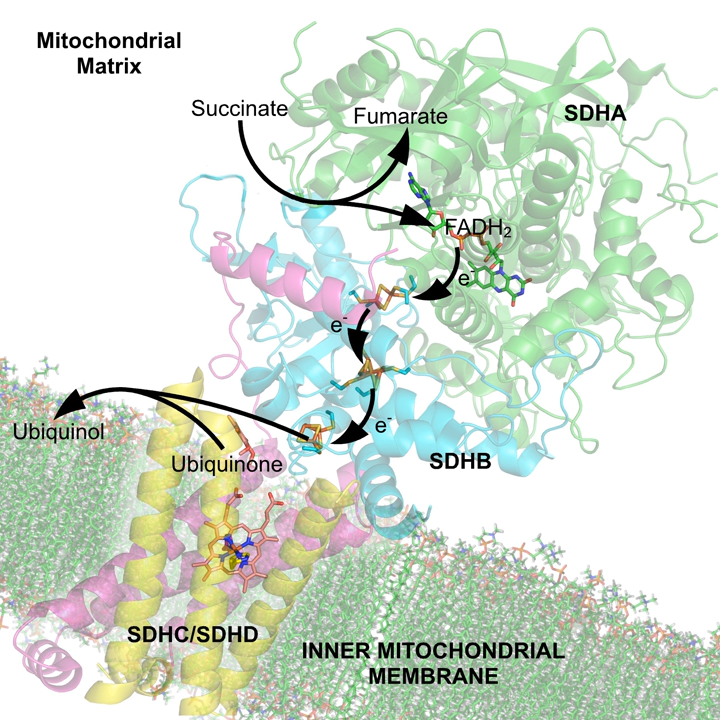 Mitochondrial
Matrix
Succinate
Fumarate
SDHA
FADH₂
e⁻
e⁻
e⁻
Ubiquinol
Ubiquinone
SDHB
SDHC/SDHD
INNER MITOCHONDRIAL
MEMBRANE